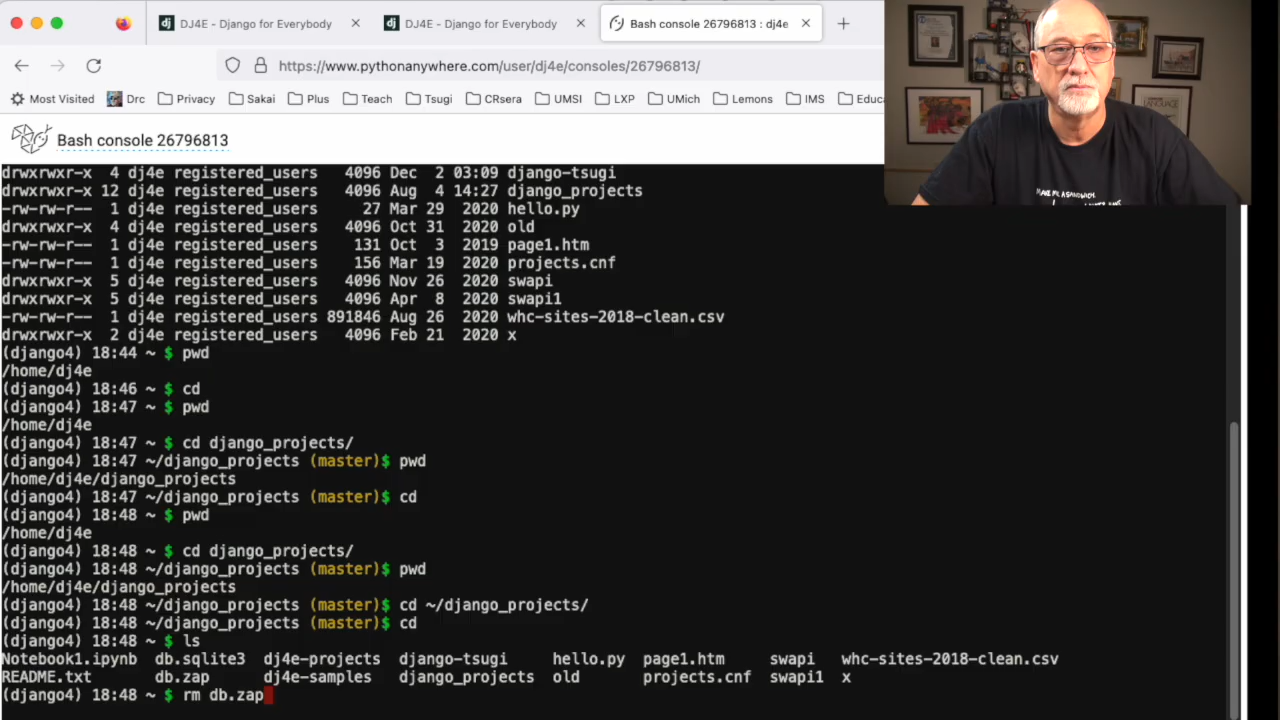 DJ4E - Django for Everybody
DJ4E - Django for Everybody
Bash console 26796813 : dj4e
https://www.pythonanywhere.com/user/dj4e/consoles/26796813/
Most Visited Drc Privacy Sakai Plus Teach Tsugi CRsera UMSI LXP UMich Lemons IMS Educa
Bash console 26796813
drwxrwxr-x 4 dj4e registered_users 4096 Dec 2 03:09 django-tsugi
drwxrwxr-x 12 dj4e registered_users 4096 Aug 4 14:27 django_projects
-rw-rw-r-- 1 dj4e registered_users 27 Mar 29 2020 hello.py
drwxrwxr-x 4 dj4e registered_users 4096 Oct 31 2020 old
-rw-rw-r-- 1 dj4e registered_users 131 Oct 3 2019 page1.htm
-rw-rw-r-- 1 dj4e registered_users 156 Mar 19 2020 projects.cnf
drwxrwxr-x 5 dj4e registered_users 4096 Nov 26 2020 swapi
drwxrwxr-x 5 dj4e registered_users 4096 Apr 8 2020 swapi1
-rw-rw-r-- 1 dj4e registered_users 891846 Aug 26 2020 whc-sites-2018-clean.csv
drwxrwxr-x 2 dj4e registered_users 4096 Feb 21 2020 x
(django4) 18:44 ~ $ pwd
/home/dj4e
(django4) 18:46 ~ $ cd
(django4) 18:47 ~ $ pwd
/home/dj4e
(django4) 18:47 ~ $ cd django_projects/
(django4) 18:47 ~/django_projects (master)$ pwd
/home/dj4e/django_projects
(django4) 18:47 ~/django_projects (master)$ cd
(django4) 18:48 ~ $ pwd
/home/dj4e
(django4) 18:48 ~ $ cd django_projects/
(django4) 18:48 ~/django_projects (master)$ pwd
/home/dj4e/django_projects
(django4) 18:48 ~/django_projects (master)$ cd ~/django_projects/
(django4) 18:48 ~/django_projects (master)$ cd
(django4) 18:48 ~ $ ls
Notebook1.ipynb db.sqlite3 dj4e-projects django-tsugi hello.py page1.htm swapi whc-sites-2018-clean.csv
README.txt db.zap dj4e-samples django_projects old projects.cnf swapi1 x
(django4) 18:48 ~ $ rm db.zap
MAKE ME A SANDWICH.
LANGUAGE